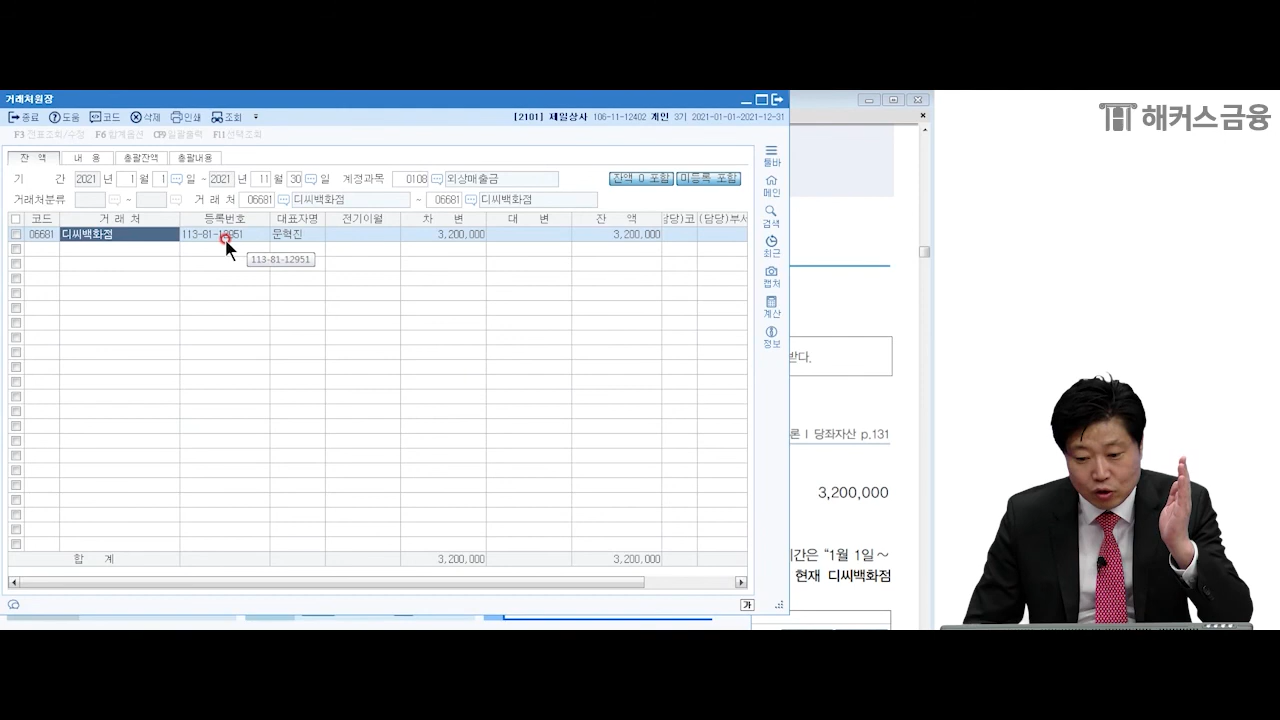 거래처원장
해커스금융
종료 도움 코드 삭제 인쇄 조회 [2101] 제일상사 106-11-12402 개인 3기 2021-01-01~2021-12-31
F3 전표조회/수정 F6 합계옵션 CF9 일괄출력 F11 선택조회
잔 액 내 용 총괄잔액 총괄내용
기 간 2021 년 1 월 1 일 ~ 2021 년 11 월 30 일 계정과목 0108 외상매출금 잔액 0 포함 미등록 포함
거래처분류 ~ 거 래 처 06681 디씨백화점 ~ 06681 디씨백화점
코드 거 래 처 등록번호 대표자명 전기이월 차 변 대 변 잔 액 (담당)부서
06681 디씨백화점 113-81-12951 문혁진 3,200,000 3,200,000
113-81-12951
합 계 3,200,000 3,200,000
툴바
메인
검색
최근
캡처
계산
정보
가
받다.
론 | 당좌자산 p.131
3,200,000
기간은 “1월 1일 ~
현재 디씨백화점